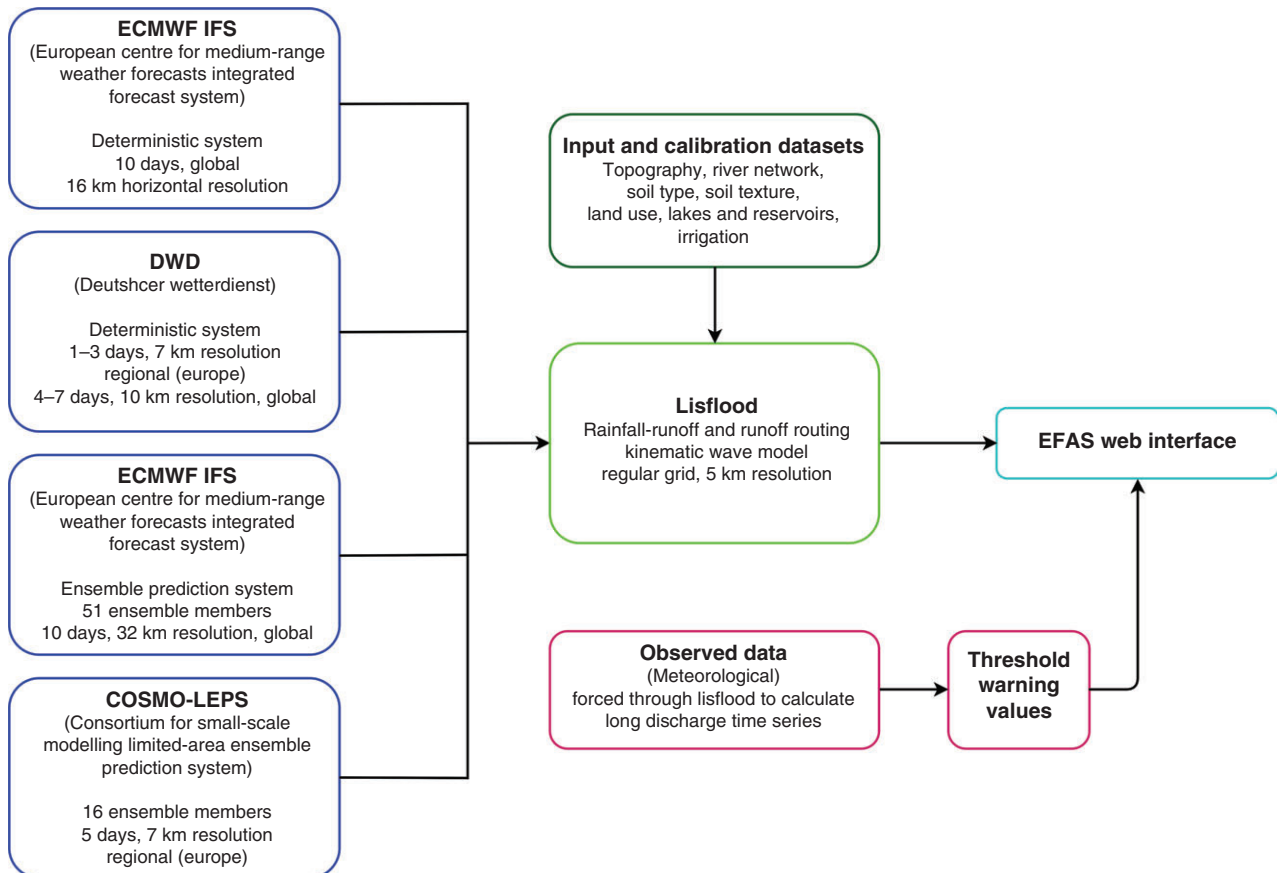 ECMWF IFS
(European centre for medium-range
weather forecasts integrated
forecast system)
Deterministic system
10 days, global
16 km horizontal resolution
DWD
(Deutshcer wetterdienst)
Deterministic system
1–3 days, 7 km resolution
regional (europe)
4–7 days, 10 km resolution, global
ECMWF IFS
(European centre for medium-range
weather forecasts integrated
forecast system)
Ensemble prediction system
51 ensemble members
10 days, 32 km resolution, global
COSMO-LEPS
(Consortium for small-scale
modelling limited-area ensemble
prediction system)
16 ensemble members
5 days, 7 km resolution
regional (europe)
Input and calibration datasets
Topography, river network,
soil type, soil texture,
land use, lakes and reservoirs,
irrigation
Lisflood
Rainfall-runoff and runoff routing
kinematic wave model
regular grid, 5 km resolution
Observed data
(Meteorological)
forced through lisflood to calculate
long discharge time series
Threshold
warning
values
EFAS web interface